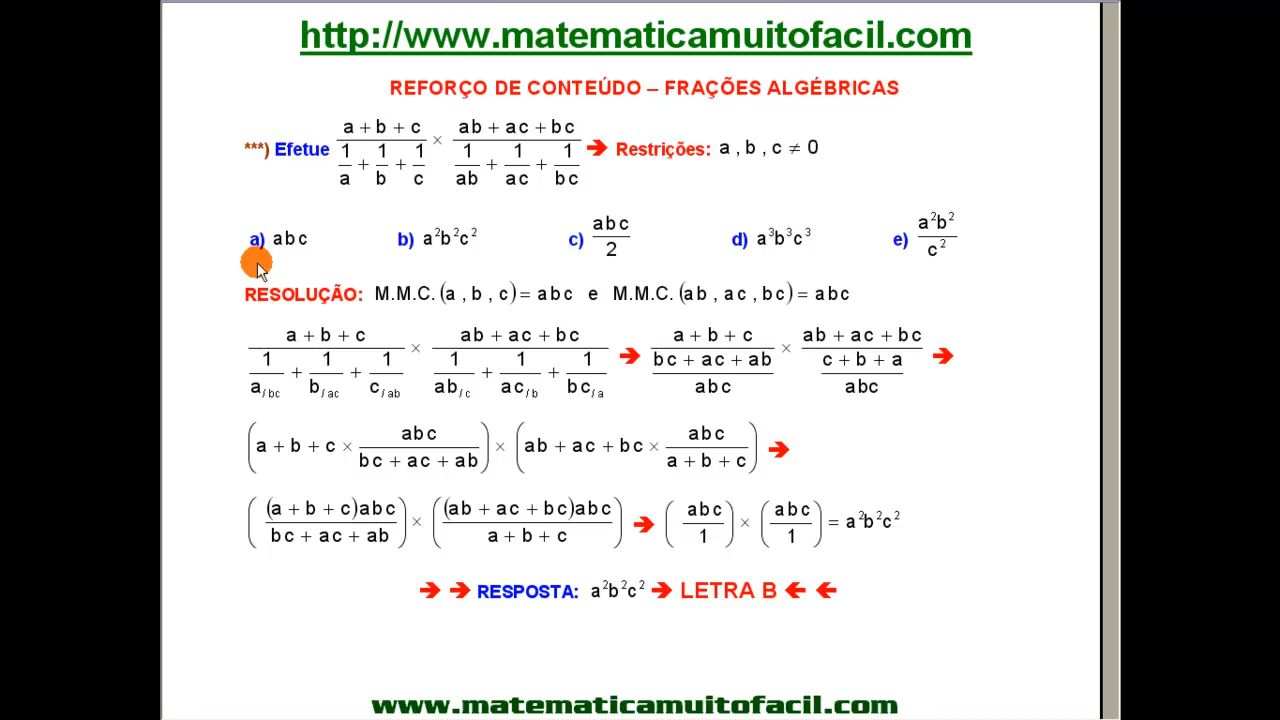 http://www.matematicamuitofacil.com
REFORÇO DE CONTEÚDO – FRAÇÕES ALGÉBRICAS
***) Efetue (a + b + c)/(1/a + 1/b + 1/c) × (ab + ac + bc)/(1/ab + 1/ac + 1/bc) ➔ Restrições: a , b , c ≠ 0
a) abc b) a²b²c² c) abc/2 d) a³b³c³ e) a²b²/c²
RESOLUÇÃO: M.M.C. (a , b , c) = abc e M.M.C. (ab , ac , bc) = abc
(a + b + c)/(1/a/bc + 1/b/ac + 1/c/ab) × (ab + ac + bc)/(1/ab/c + 1/ac/b + 1/bc/a) ➔ (a + b + c)/((bc + ac + ab)/abc) × (ab + ac + bc)/((c + b + a)/abc) ➔
(a + b + c × abc/(bc + ac + ab)) × (ab + ac + bc × abc/(a + b + c)) ➔
((a + b + c)abc/(bc + ac + ab)) × ((ab + ac + bc)abc/(a + b + c)) ➔ (abc/1) × (abc/1) = a²b²c²
➔ ➔ RESPOSTA: a²b²c² ➔ LETRA B 🡰 🡰
www.matematicamuitofacil.com